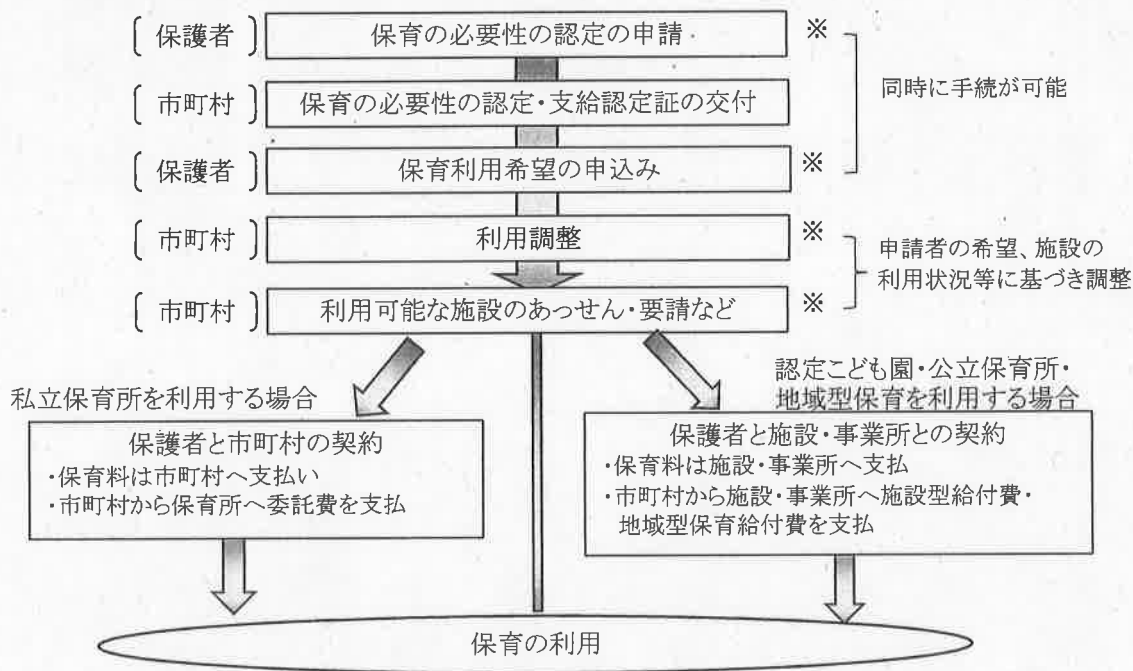 〔保護者〕 保育の必要性の認定の申請 ※
同時に手続が可能
〔市町村〕 保育の必要性の認定・支給認定証の交付
〔保護者〕 保育利用希望の申込み ※
〔市町村〕 利用調整 ※
申請者の希望、施設の
利用状況等に基づき調整
〔市町村〕 利用可能な施設のあっせん・要請など ※
私立保育所を利用する場合
保護者と市町村の契約
・保育料は市町村へ支払い
・市町村から保育所へ委託費を支払
認定こども園・公立保育所・
地域型保育を利用する場合
保護者と施設・事業所との契約
・保育料は施設・事業所へ支払
・市町村から施設・事業所へ施設型給付費・
地域型保育給付費を支払
保育の利用